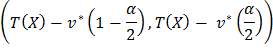 (T(X) − v*(1 − α/2), T(X) − v*(α/2))